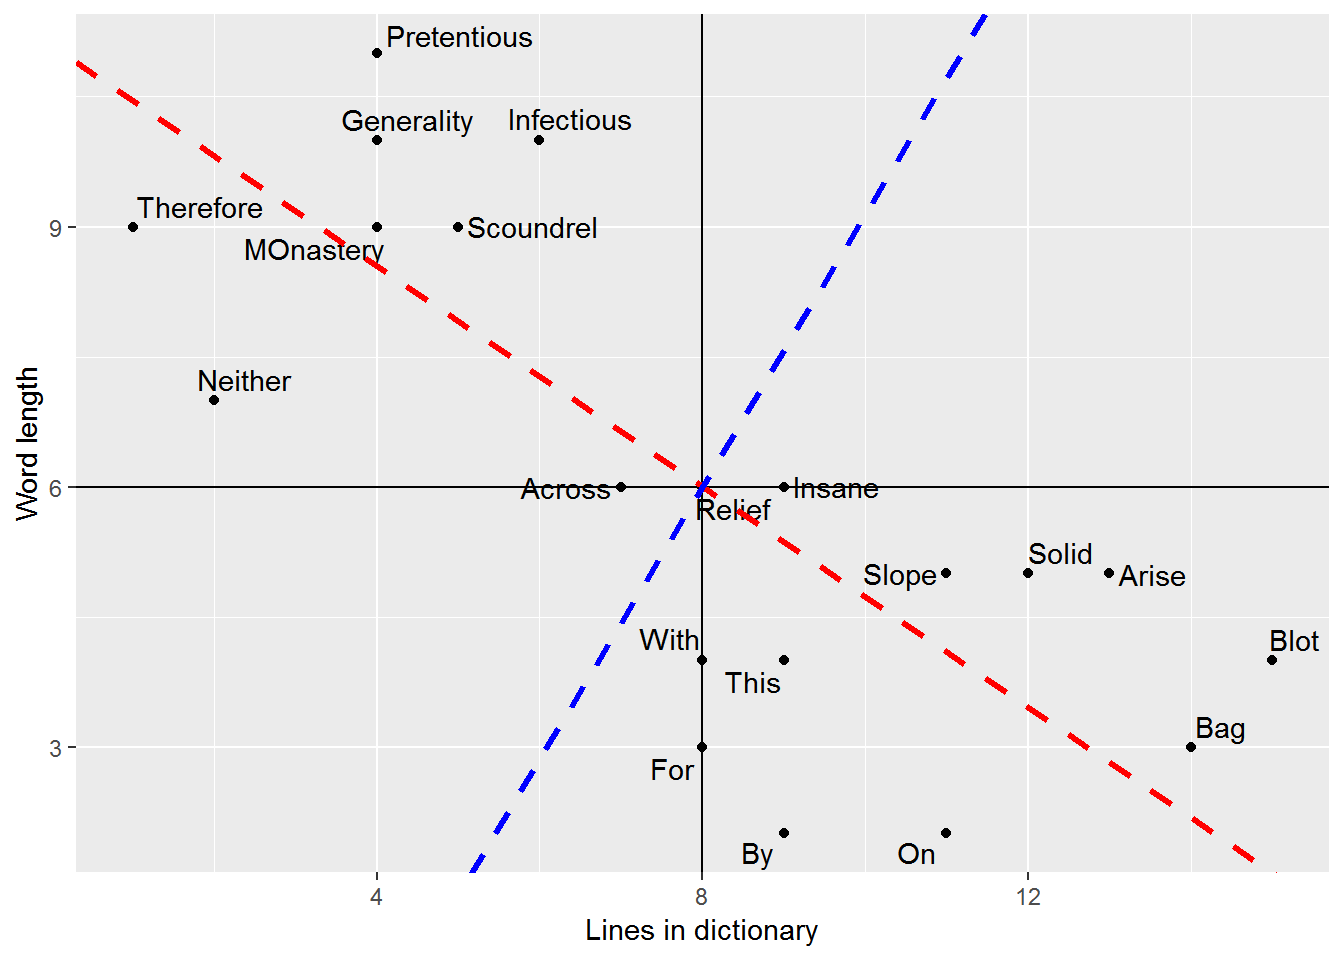 Pretentious
Generality
Infectious
Therefore
9
Scoundrel
MOnastery
Neither
Word length
6
Across
Insane
Relief
Solid
Slope
Arise
With
Blot
This
Bag
3
For
By
On
4
8
12
Lines in dictionary